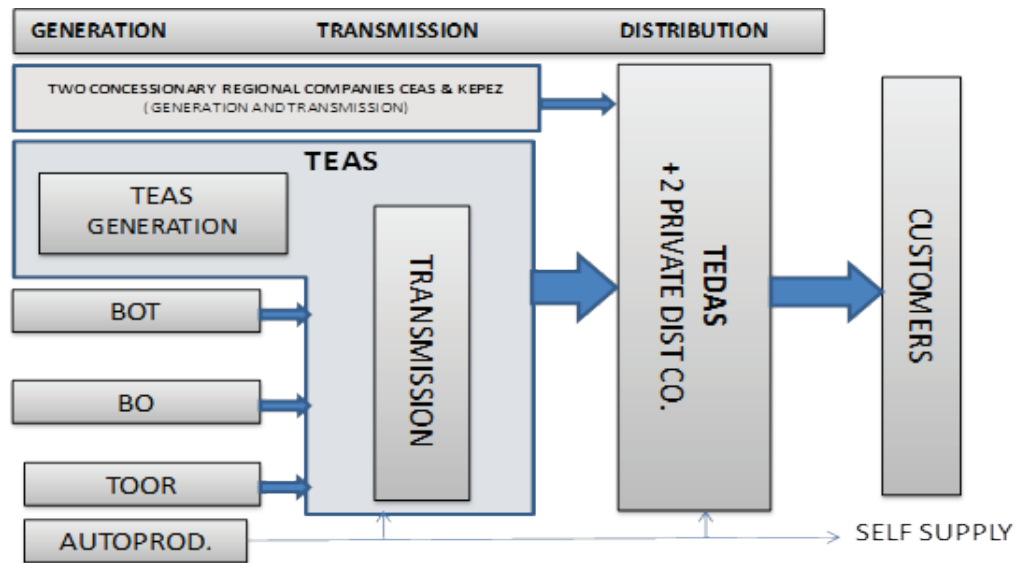 GENERATION TRANSMISSION DISTRIBUTION
TWO CONCESSIONARY REGIONAL COMPANIES CEAS & KEPEZ
( GENERATION AND TRANSMISSION)
TEAS
TEAS
GENERATION
TRANSMISSION
BOT
BO
TOOR
AUTOPROD.
TEDAS
+2 PRIVATE DIST CO.
CUSTOMERS
SELF SUPPLY